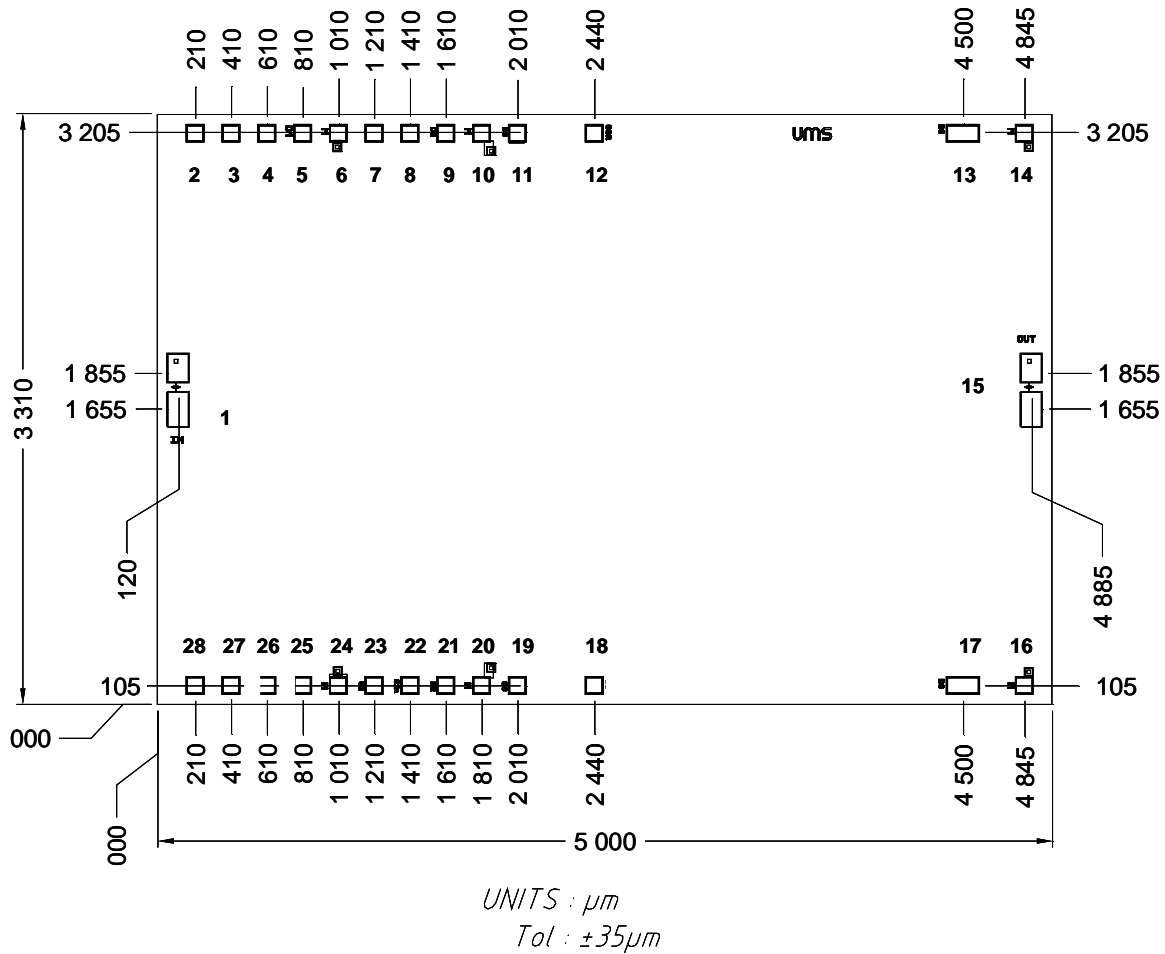 210 410 610 810 1 010 1 210 1 410 1 610 2 010 2 440 4 500 4 845
3 205 UMS 3 205
2 3 4 5 6 7 8 9 10 11 12 13 14
3 310
OUT
1 855 15 1 855
1 655 1 1 655
IN
120 4 885
28 27 26 25 24 23 22 21 20 19 18 17 16
105 105
000
210 410 610 810 1 010 1 210 1 410 1 610 1 810 2 010 2 440 4 500 4 845
000
5 000
UNITS : µm
Tol : ±35µm